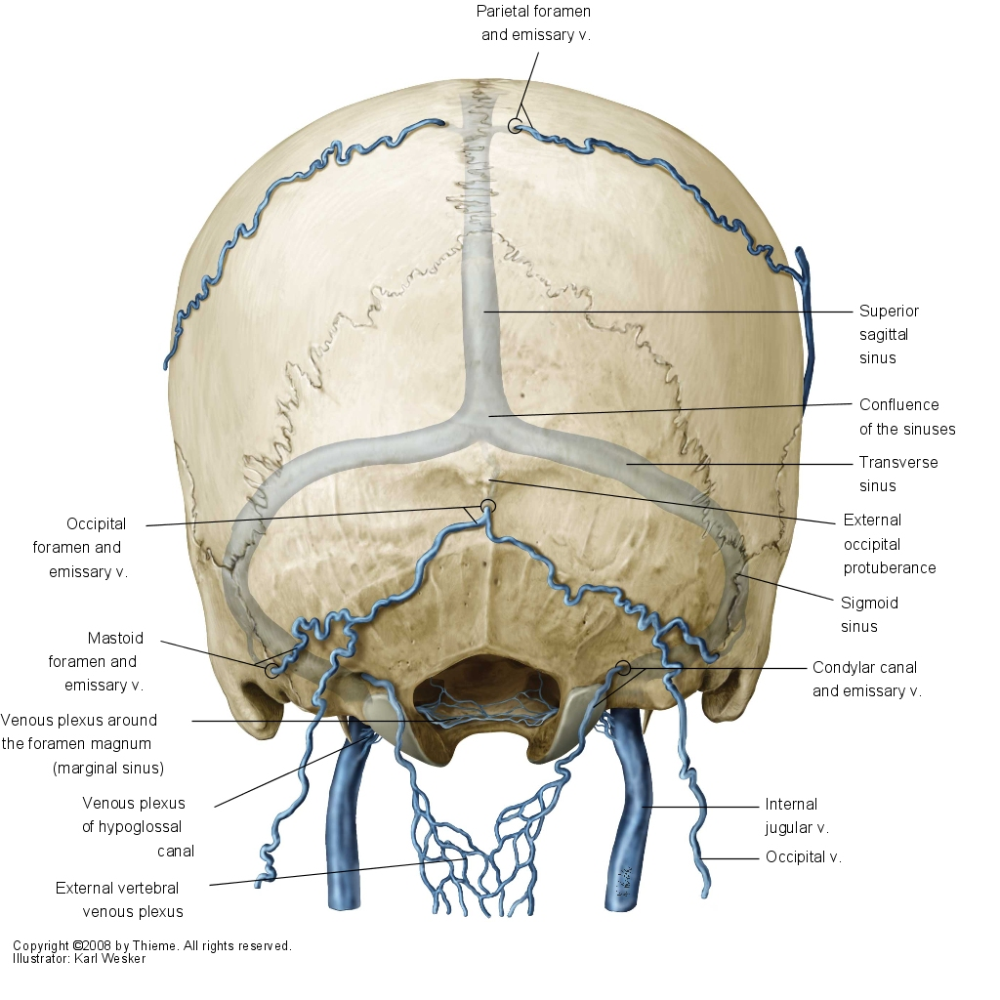 Parietal foramen
and emissary v.
Superior
sagittal
sinus
Confluence
of the sinuses
Transverse
sinus
External
occipital
protuberance
Sigmoid
sinus
Condylar canal
and emissary v.
Internal
jugular v.
Occipital v.
Occipital
foramen and
emissary v.
Mastoid
foramen and
emissary v.
Venous plexus around
the foramen magnum
(marginal sinus)
Venous plexus
of hypoglossal
canal
External vertebral
venous plexus
Copyright ©2008 by Thieme. All rights reserved.
Illustrator: Karl Wesker